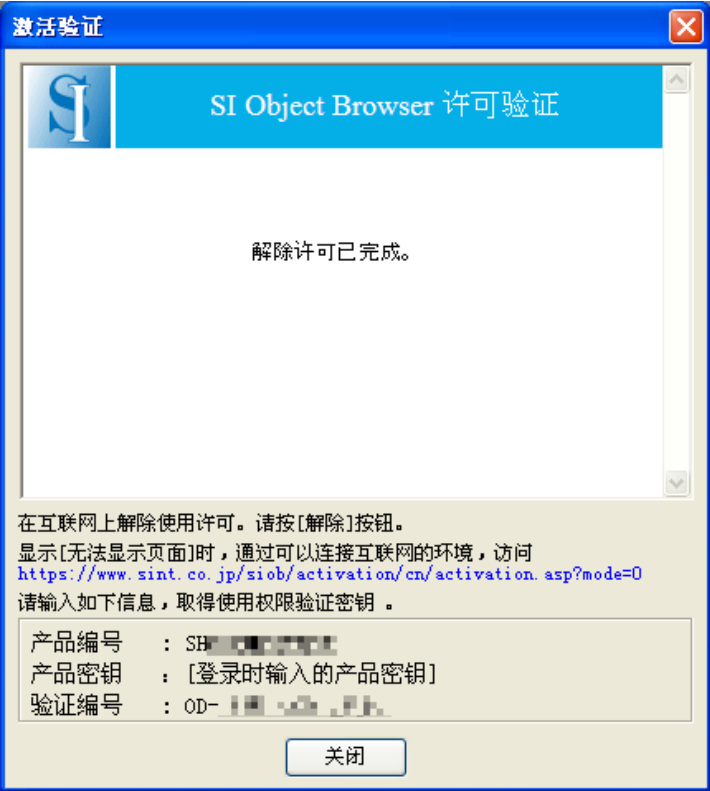 激活验证
SI
SI Object Browser 许可验证
解除许可已完成。
在互联网上解除使用许可。请按[解除]按钮。
显示[无法显示页面]时，通过可以连接互联网的环境，访问
https://www.sint.co.jp/siob/activation/cn/activation.asp?mode=0
请输入如下信息，取得使用权限验证密钥 。
产品编号 : SH
产品密钥 : [登录时输入的产品密钥]
验证编号 : OD-
关闭